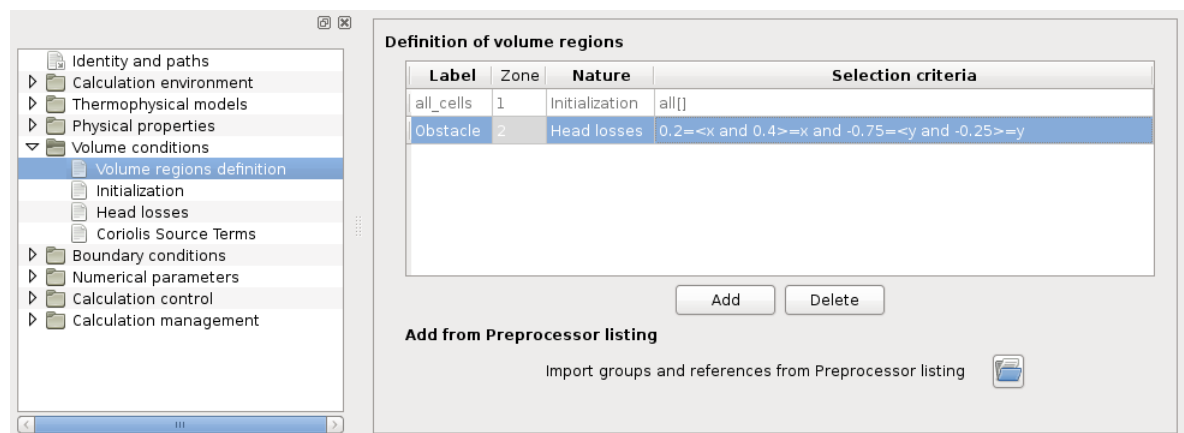 Identity and paths
Calculation environment
Thermophysical models
Physical properties
Volume conditions
Volume regions definition
Initialization
Head losses
Coriolis Source Terms
Boundary conditions
Numerical parameters
Calculation control
Calculation management
Definition of volume regions
Label Zone Nature Selection criteria
all_cells 1 Initialization all[]
Obstacle 2 Head losses 0.2=<x and 0.4>=x and -0.75=<y and -0.25>=y
Add Delete
Add from Preprocessor listing
Import groups and references from Preprocessor listing